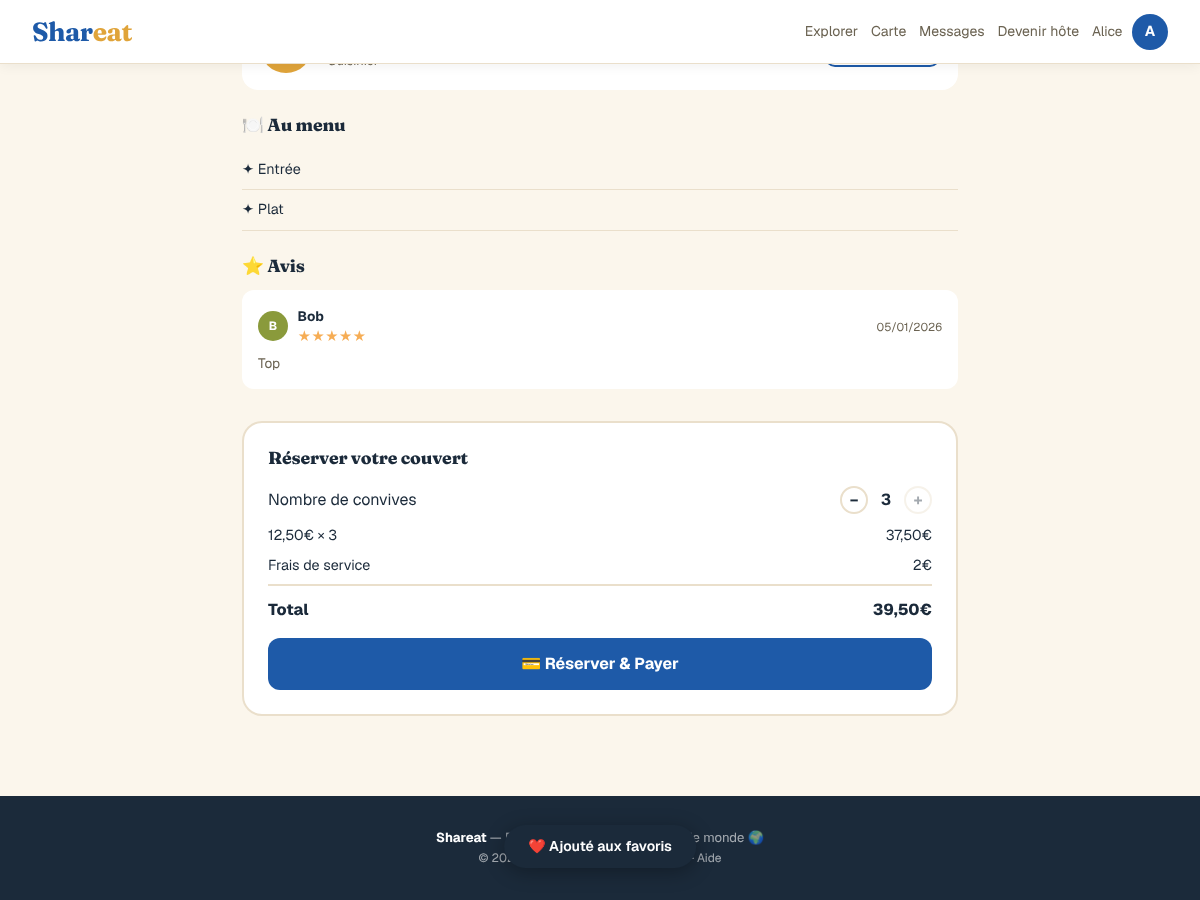 Shareat
Explorer Carte Messages Devenir hôte Alice A
Cuisinier
🍽️ Au menu
✦ Entrée
✦ Plat
⭐ Avis
B Bob
★★★★★
05/01/2026
Top
Réserver votre couvert
Nombre de convives − 3 +
12,50€ × 3 37,50€
Frais de service 2€
Total 39,50€
💳 Réserver & Payer
Shareat — monde 🌍
❤️ Ajouté aux favoris
© · Aide